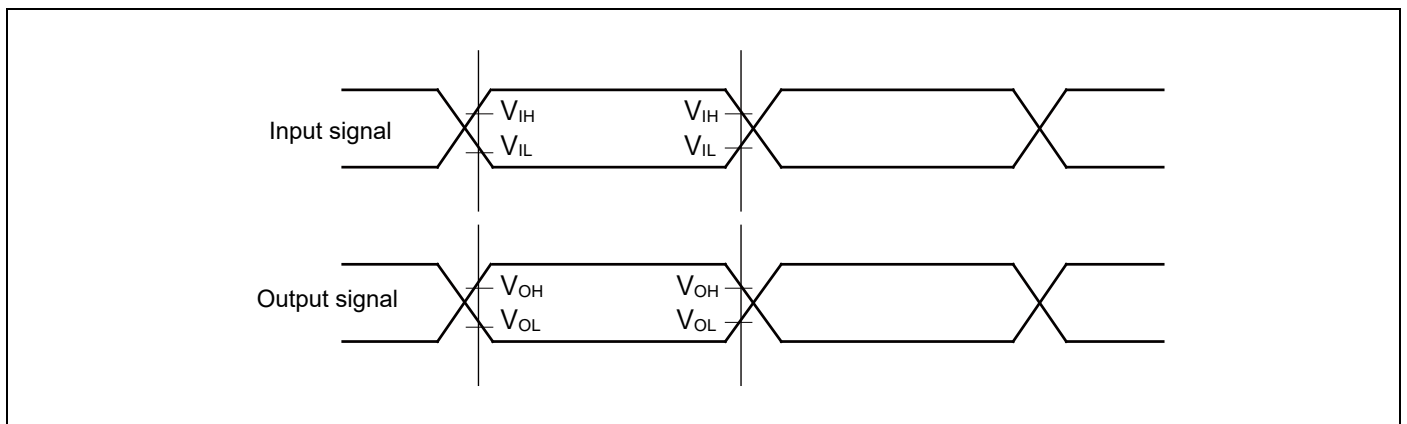 VIH VIH
Input signal
VIL VIL
VOH VOH
Output signal
VOL VOL